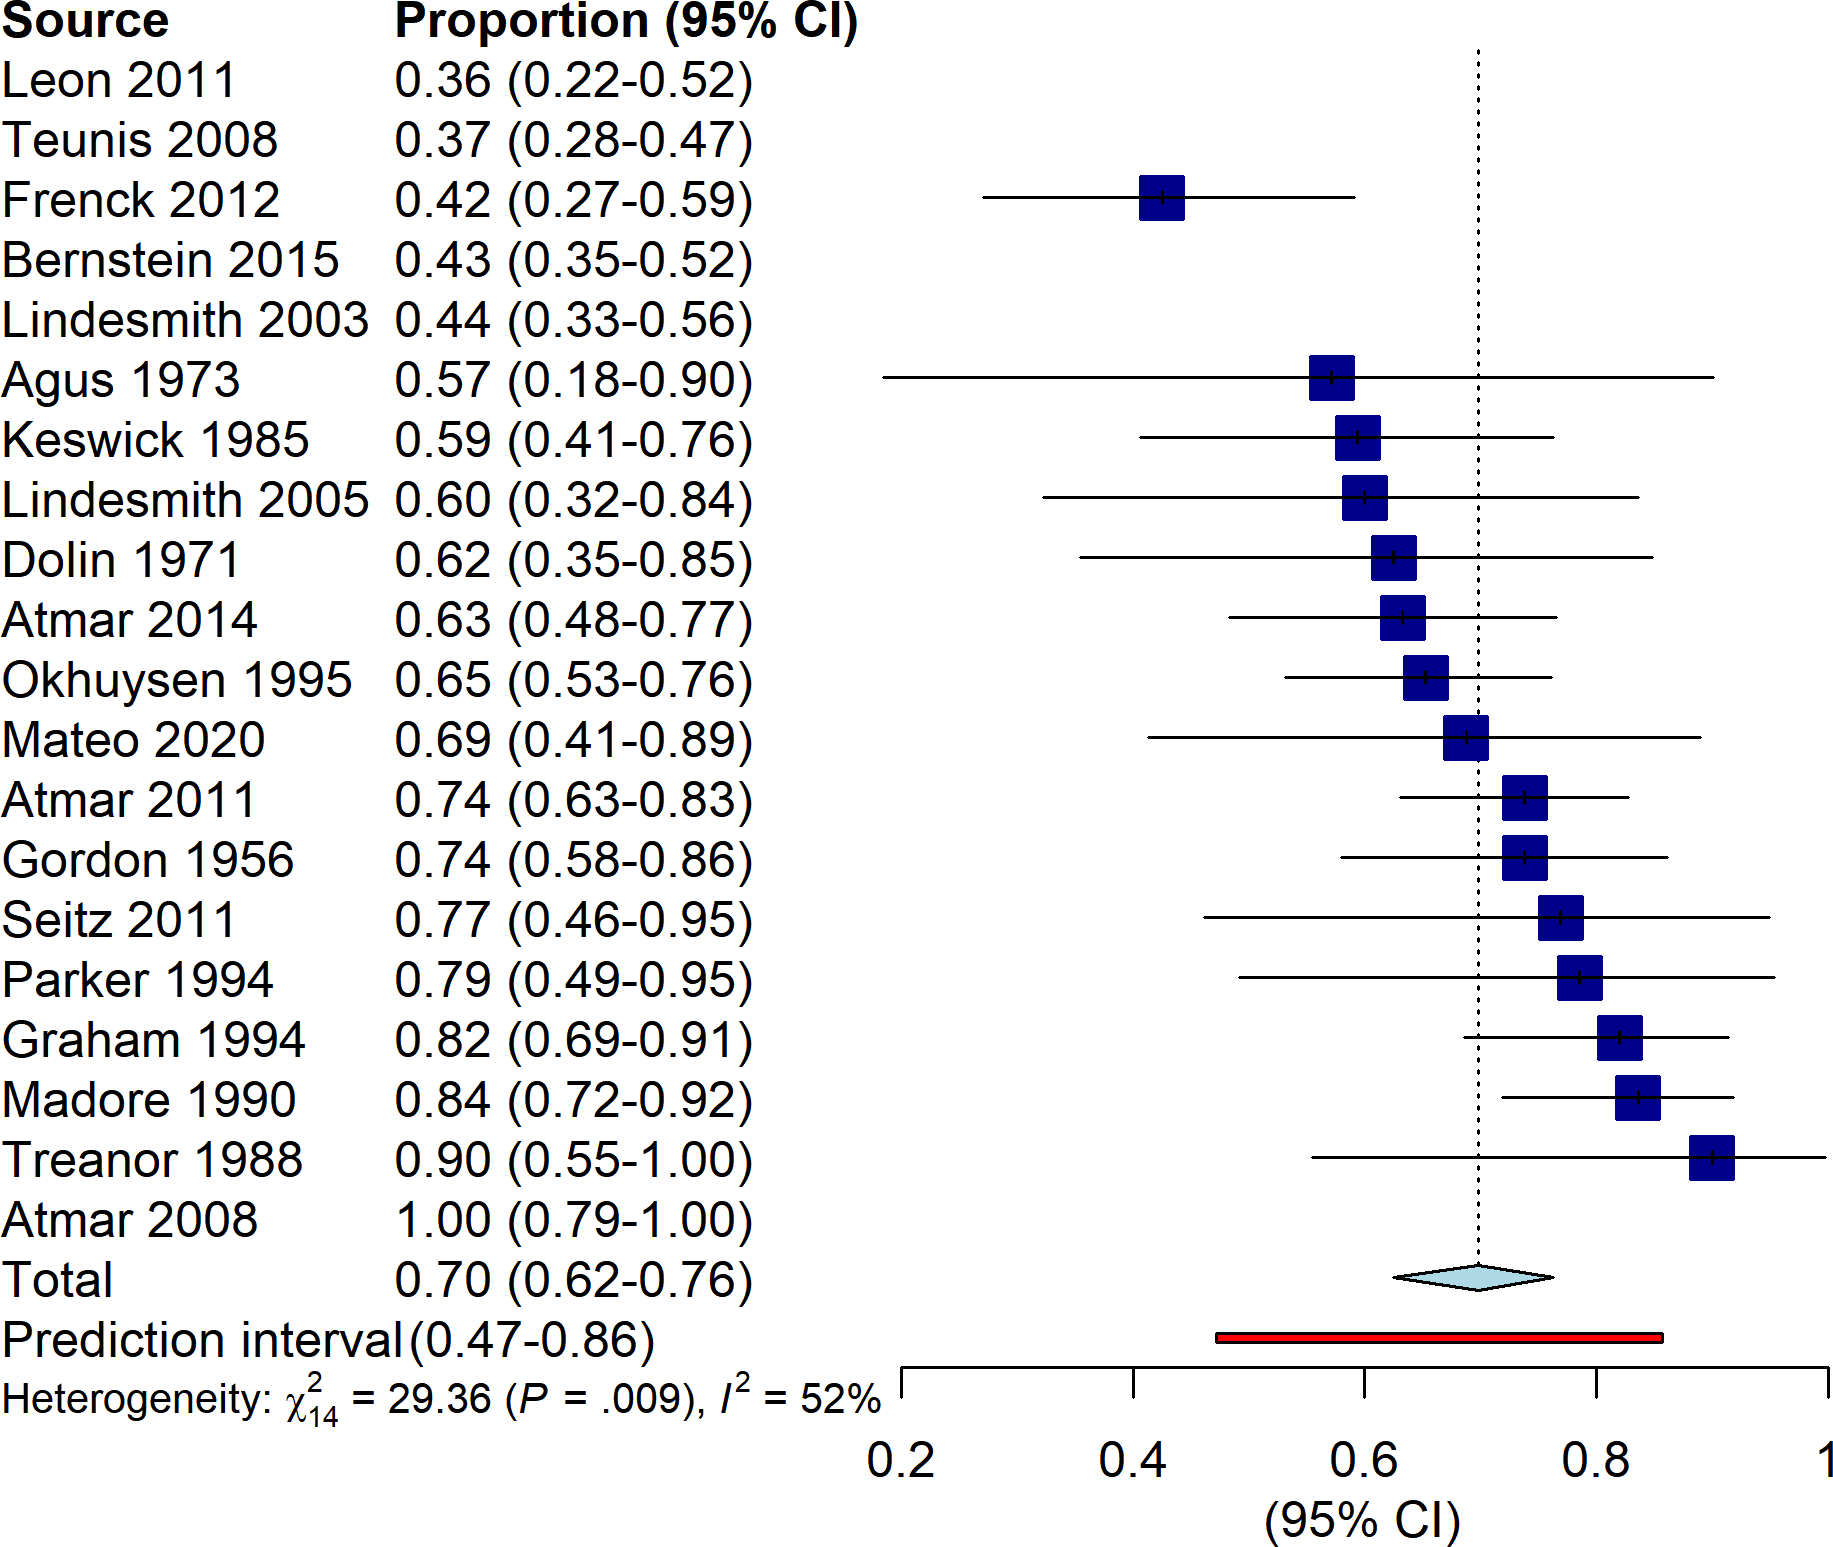 Source Proportion (95% CI)
Leon 2011 0.36 (0.22-0.52)
Teunis 2008 0.37 (0.28-0.47)
Frenck 2012 0.42 (0.27-0.59)
Bernstein 2015 0.43 (0.35-0.52)
Lindesmith 2003 0.44 (0.33-0.56)
Agus 1973 0.57 (0.18-0.90)
Keswick 1985 0.59 (0.41-0.76)
Lindesmith 2005 0.60 (0.32-0.84)
Dolin 1971 0.62 (0.35-0.85)
Atmar 2014 0.63 (0.48-0.77)
Okhuysen 1995 0.65 (0.53-0.76)
Mateo 2020 0.69 (0.41-0.89)
Atmar 2011 0.74 (0.63-0.83)
Gordon 1956 0.74 (0.58-0.86)
Seitz 2011 0.77 (0.46-0.95)
Parker 1994 0.79 (0.49-0.95)
Graham 1994 0.82 (0.69-0.91)
Madore 1990 0.84 (0.72-0.92)
Treanor 1988 0.90 (0.55-1.00)
Atmar 2008 1.00 (0.79-1.00)
Total 0.70 (0.62-0.76)
Prediction interval (0.47-0.86)
Heterogeneity: χ²₁₄ = 29.36 (P = .009), I² = 52%
0.2 0.4 0.6 0.8 1
(95% CI)